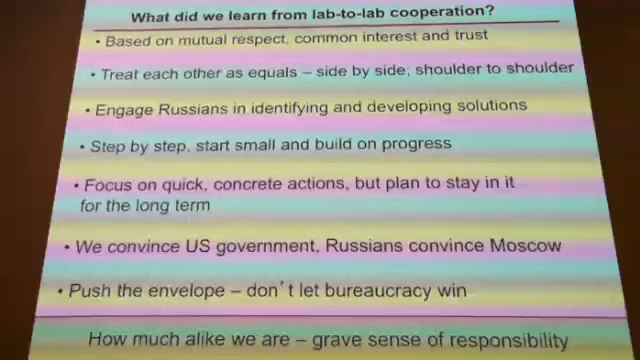 What did we learn from lab-to-lab cooperation?
• Based on mutual respect, common interest and trust
• Treat each other as equals – side by side, shoulder to shoulder
• Engage Russians in identifying and developing solutions
• Step by step, start small and build on progress
• Focus on quick, concrete actions, but plan to stay in it
for the long term
• We convince US government, Russians convince Moscow
• Push the envelope – don't let bureaucracy win
How much alike we are – grave sense of responsibility